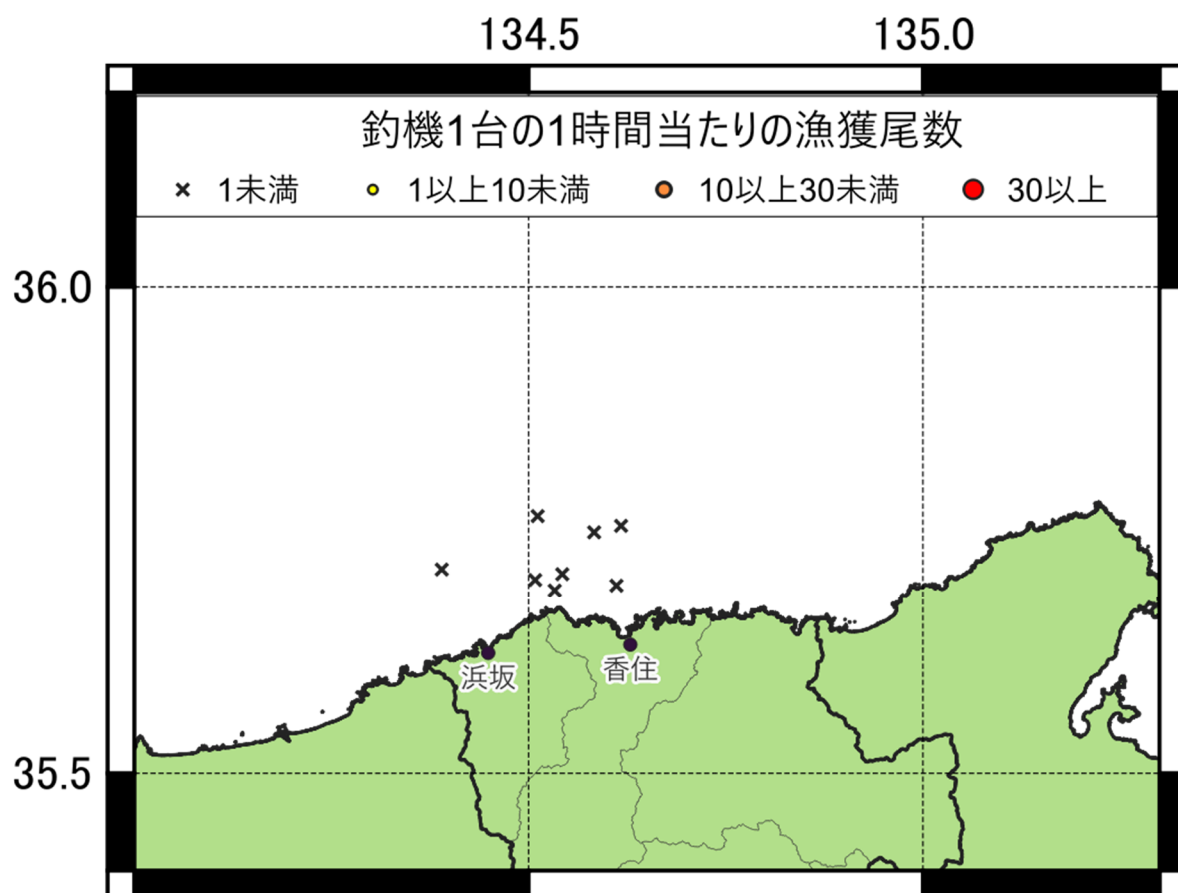 134.5 135.0
釣機1台の1時間当たりの漁獲尾数
1未満 1以上10未満 10以上30未満 30以上
36.0
浜坂 香住
35.5